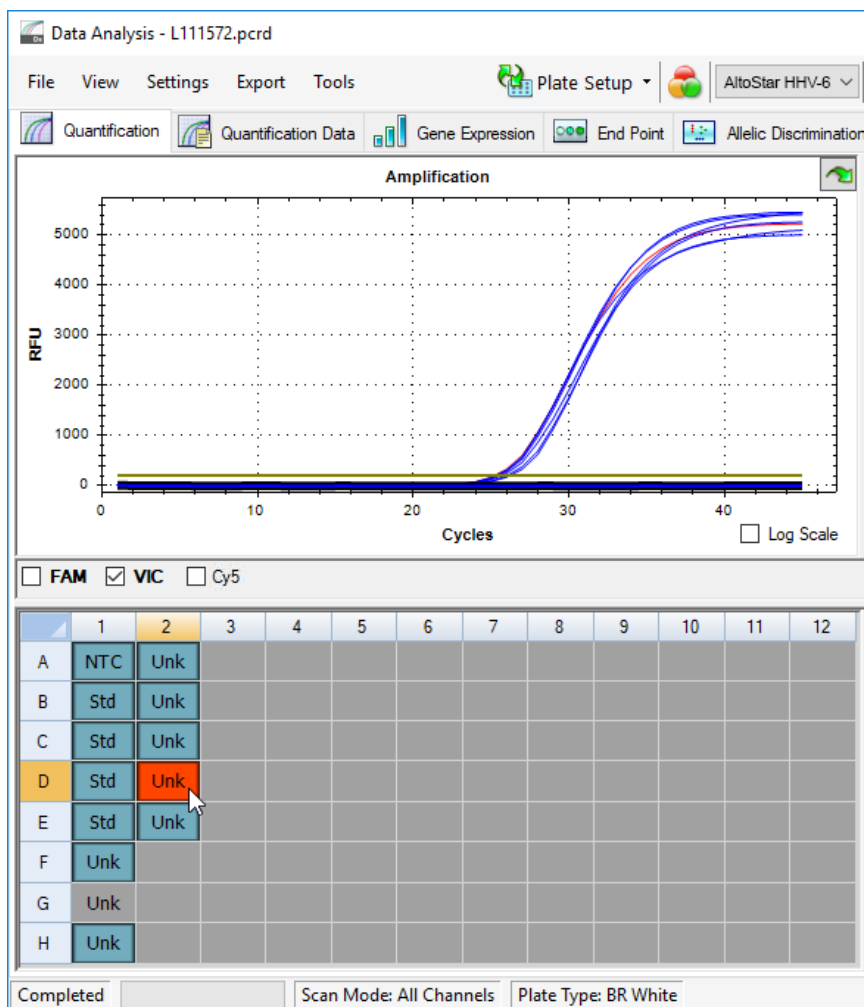 Data Analysis - L111572.pcrd
File View Settings Export Tools Plate Setup AltoStar HHV-6
Quantification Quantification Data Gene Expression End Point Allelic Discrimination
Amplification
5000
4000
3000
2000
1000
0
RFU
0 10 20 30 40
Cycles
Log Scale
FAM VIC Cy5
1 2 3 4 5 6 7 8 9 10 11 12
A NTC Unk
B Std Unk
C Std Unk
D Std Unk
E Std Unk
F Unk
G Unk
H Unk
Completed Scan Mode: All Channels Plate Type: BR White